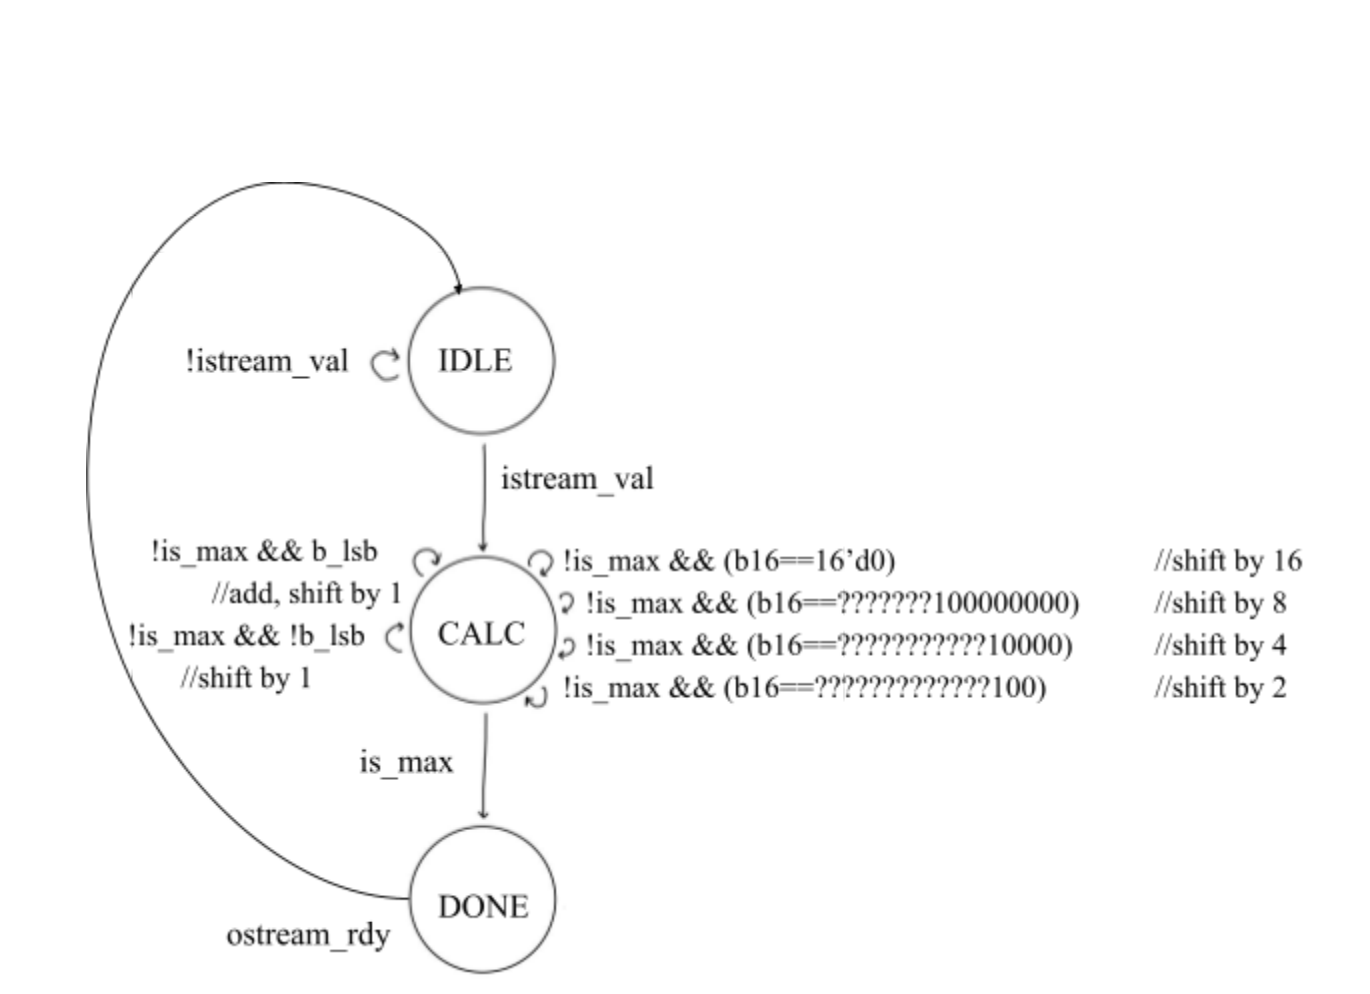 !istream_val
IDLE
istream_val
!is_max && b_lsb
//add, shift by 1
!is_max && !b_lsb
//shift by 1
CALC
!is_max && (b16==16’d0) //shift by 16
!is_max && (b16==???????100000000) //shift by 8
!is_max && (b16==???????????10000) //shift by 4
!is_max && (b16==?????????????100) //shift by 2
is_max
DONE
ostream_rdy